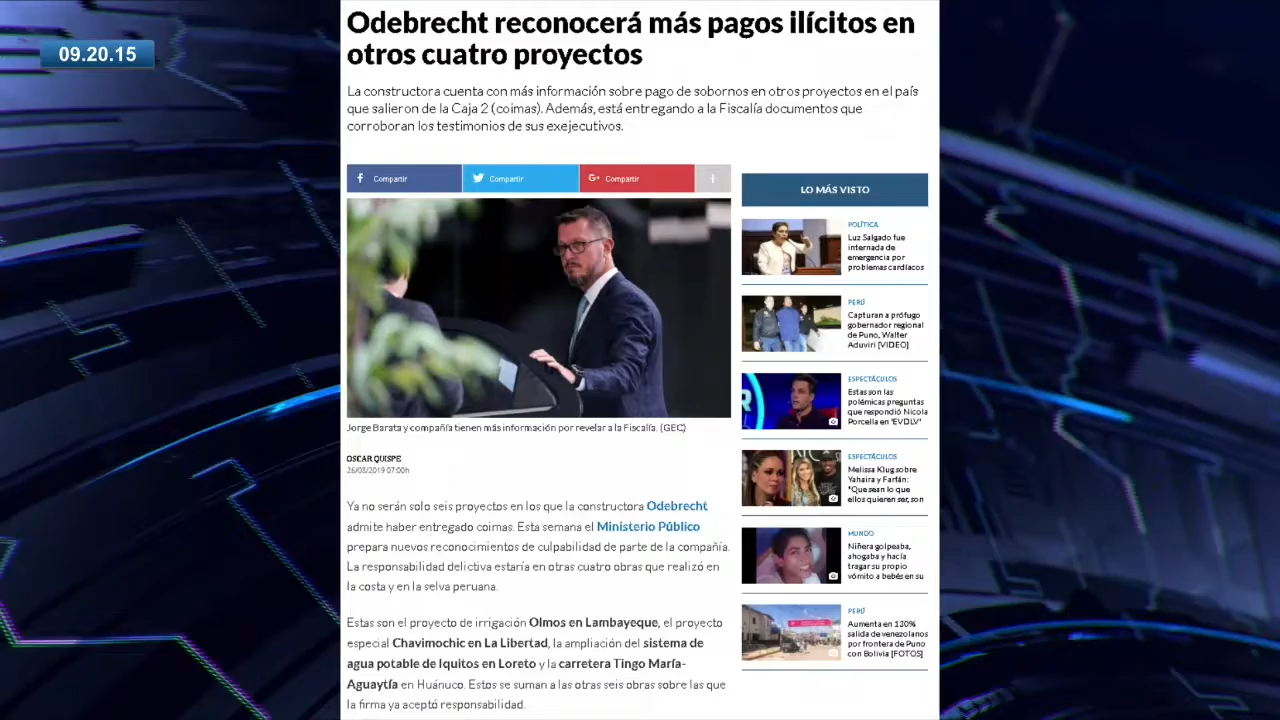 09.20.15
Odebrecht reconocerá más pagos ilícitos en
otros cuatro proyectos
La constructora cuenta con más información sobre pago de sobornos en otros proyectos en el país
que salieron de la Caja 2 (coimas). Además, está entregando a la Fiscalía documentos que
corroboran los testimonios de sus exejecutivos.
Compartir
Compartir
G+ Compartir
+
Jorge Barata y compañía tienen más información por revelar a la Fiscalía. (GEC)
OSCAR QUISPE
26/08/2019 07:00h
Ya no serán solo seis proyectos en los que la constructora Odebrecht
admite haber entregado coimas. Esta semana el Ministerio Público
prepara nuevos reconocimientos de culpabilidad de parte de la compañía.
La responsabilidad delictiva estaría en otras cuatro obras que realizó en
la costa y en la selva peruana.
Estas son el proyecto de irrigación Olmos en Lambayeque, el proyecto
especial Chavimochic en La Libertad, la ampliación del sistema de
agua potable de Iquitos en Loreto y la carretera Tingo María-
Aguaytía en Huánuco. Estos se suman a las otras seis obras sobre las que
la firma ya aceptó responsabilidad.
LO MÁS VISTO
POLÍTICA
Luz Salgado fue
internada de
emergencia por
problemas cardíacos
PERÚ
Capturan a prófugo
gobernador regional
de Puno, Walter
Aduviri [VIDEO]
ESPECTÁCULOS
Estas son las
polémicas preguntas
que respondió Nicola
Porcella en 'EVDLV'
ESPECTÁCULOS
Melissa Klug sobre
Yahaira y Farfán:
"Que sean lo que
ellos quieren ser, son
MUNDO
Niñera golpeaba,
ahogaba y hacía
tragar su propio
vómito a bebés en su
PERÚ
Aumenta en 130%
salida de venezolanos
por frontera de Puno
con Bolivia [FOTOS]